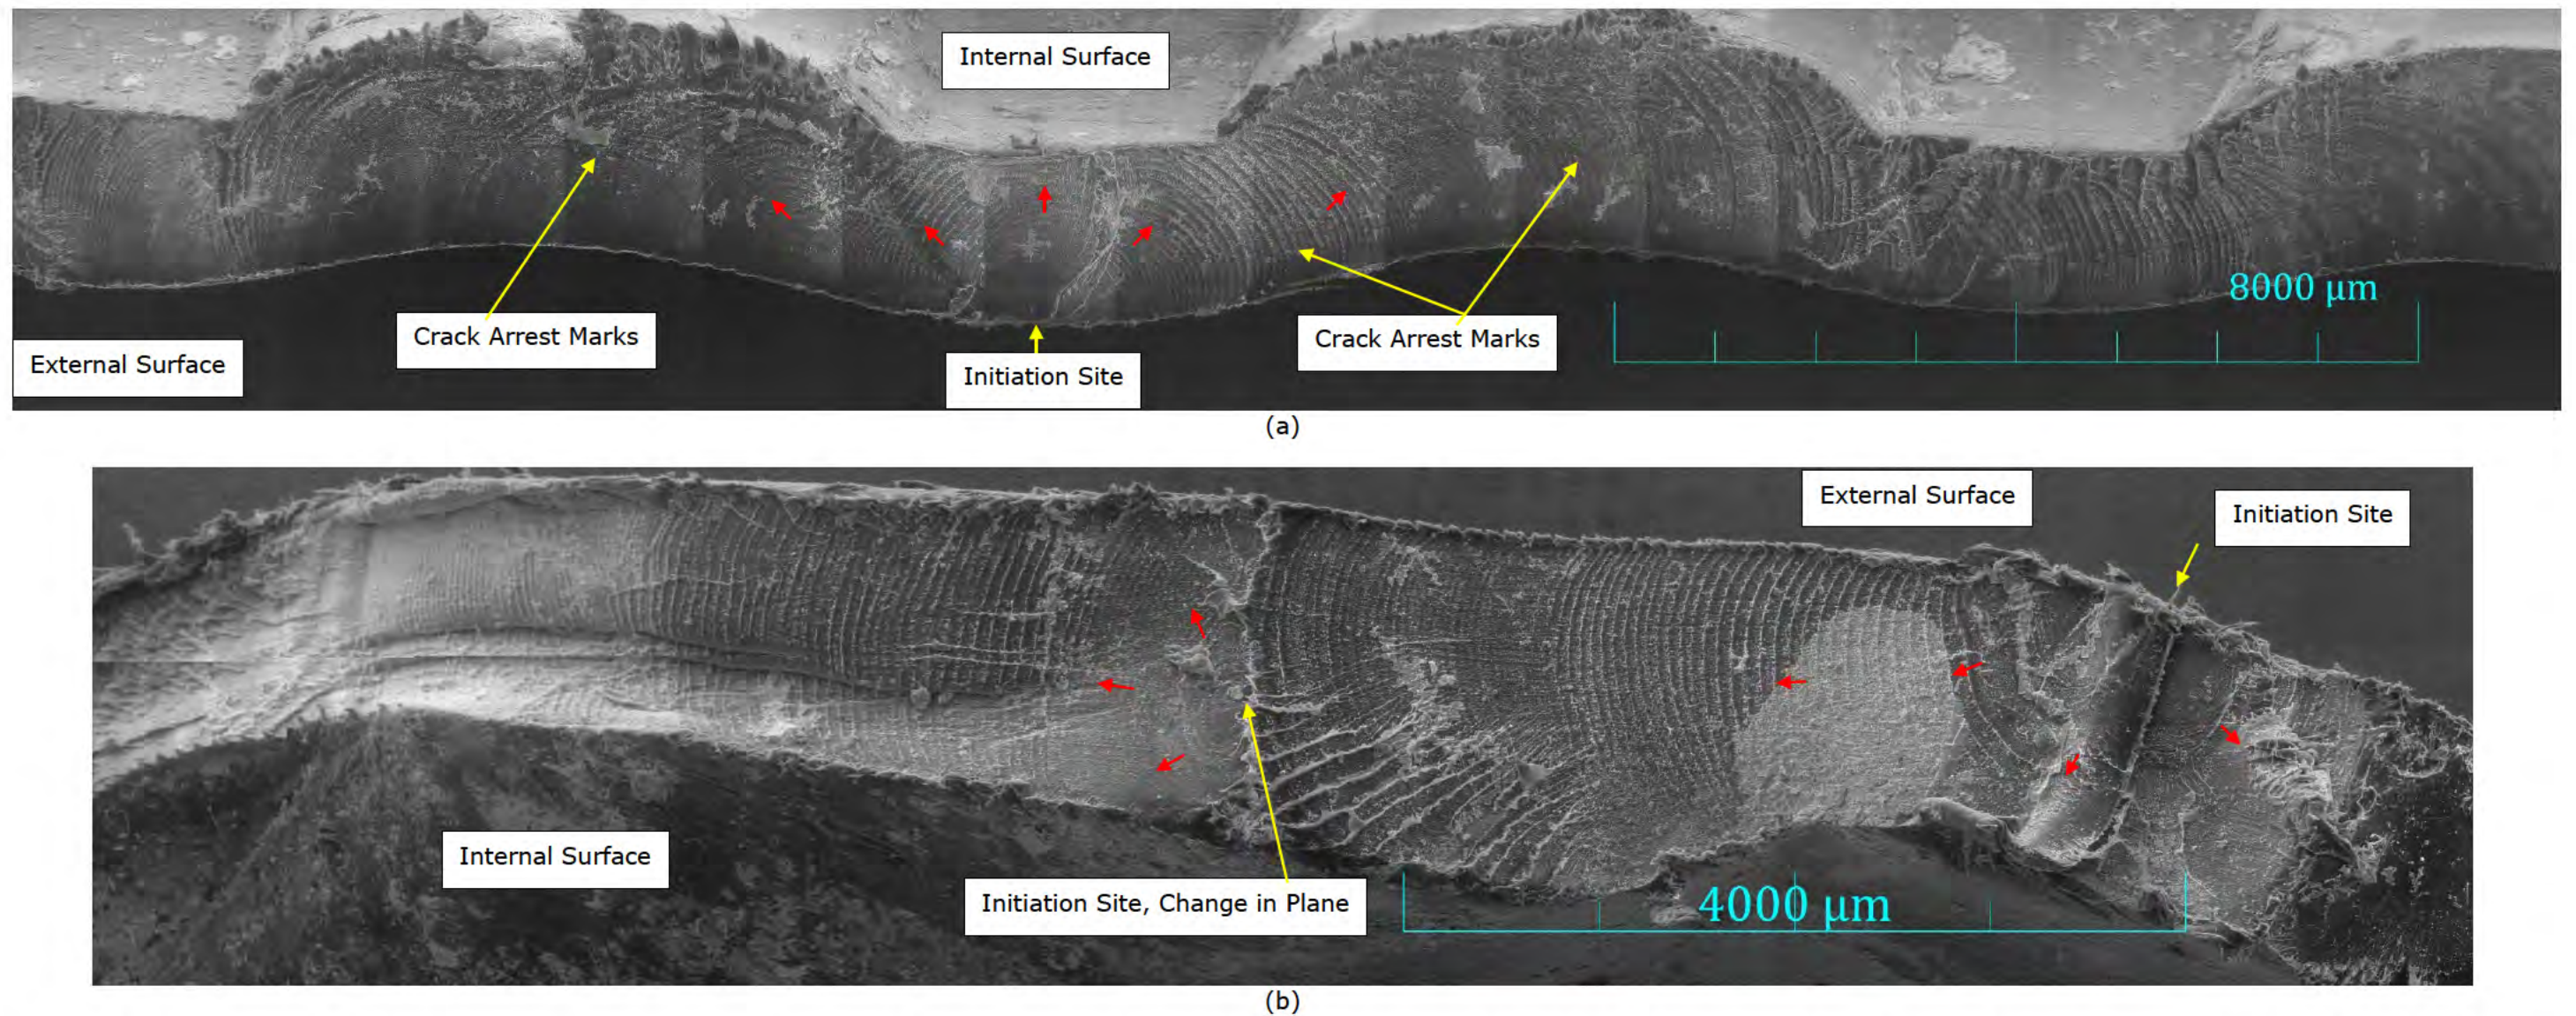 Internal Surface
Crack Arrest Marks
Crack Arrest Marks
8000 µm
External Surface
Initiation Site
(a)
External Surface
Initiation Site
Internal Surface
Initiation Site, Change in Plane
4000 µm
(b)